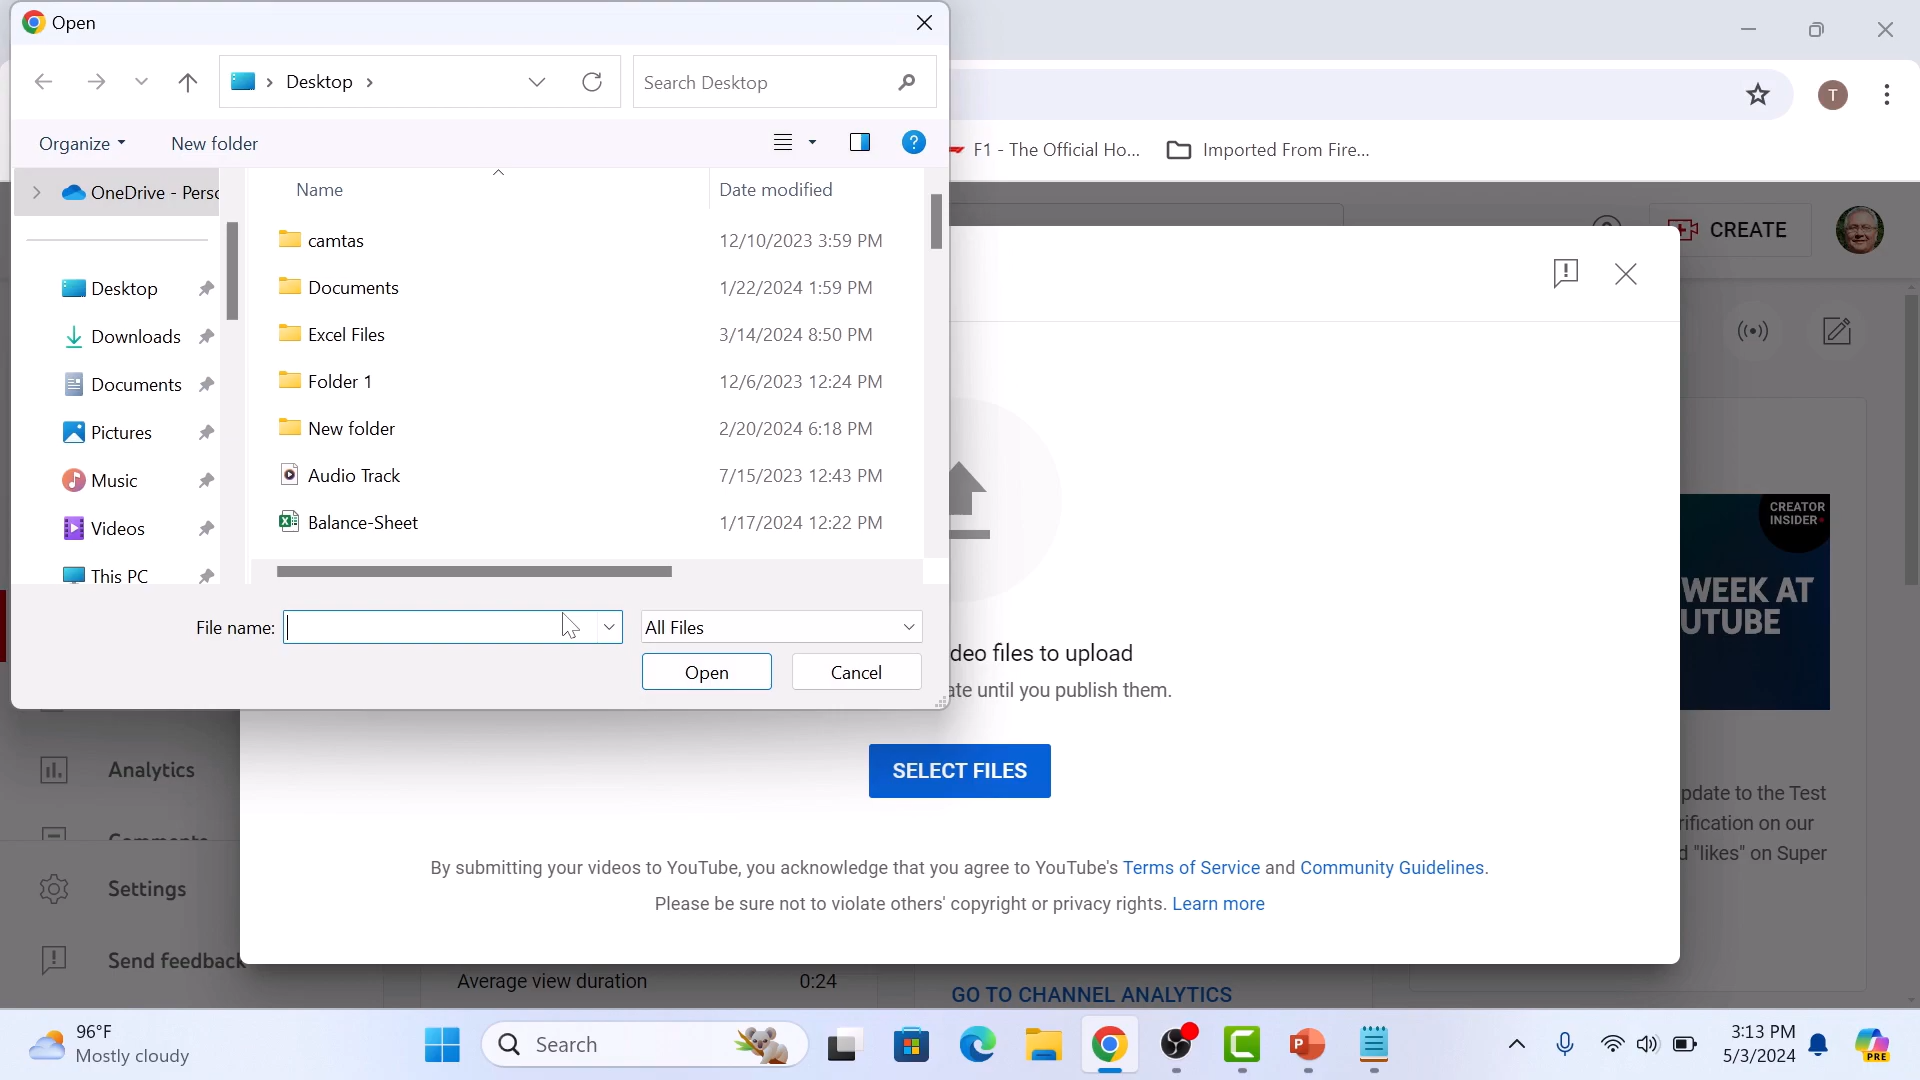 Open
Desktop
Search Desktop
Organize
New folder
F1 - The Official Ho...
Imported From Fire...
T
OneDrive - Perso
Name
Date modified
camtas 12/10/2023 3:59 PM
Documents 1/22/2024 1:59 PM
Excel Files 3/14/2024 8:50 PM
Folder 1 12/6/2023 12:24 PM
New folder 2/20/2024 6:18 PM
Audio Track 7/15/2023 12:43 PM
Balance-Sheet 1/17/2024 12:22 PM
Desktop
Downloads
Documents
Pictures
Music
Videos
This PC
File name:
All Files
Open
Cancel
CREATE
CREATOR
INSIDER
WEEK AT
UTUBE
deo files to upload
ate until you publish them.
SELECT FILES
pdate to the Test
rification on our
d "likes" on Super
By submitting your videos to YouTube, you acknowledge that you agree to YouTube's Terms of Service and Community Guidelines.
Please be sure not to violate others' copyright or privacy rights. Learn more
Analytics
Comments
Settings
Send feedback
Average view duration 0:24
GO TO CHANNEL ANALYTICS
96°F
Mostly cloudy
Search
3:13 PM
5/3/2024
PRE